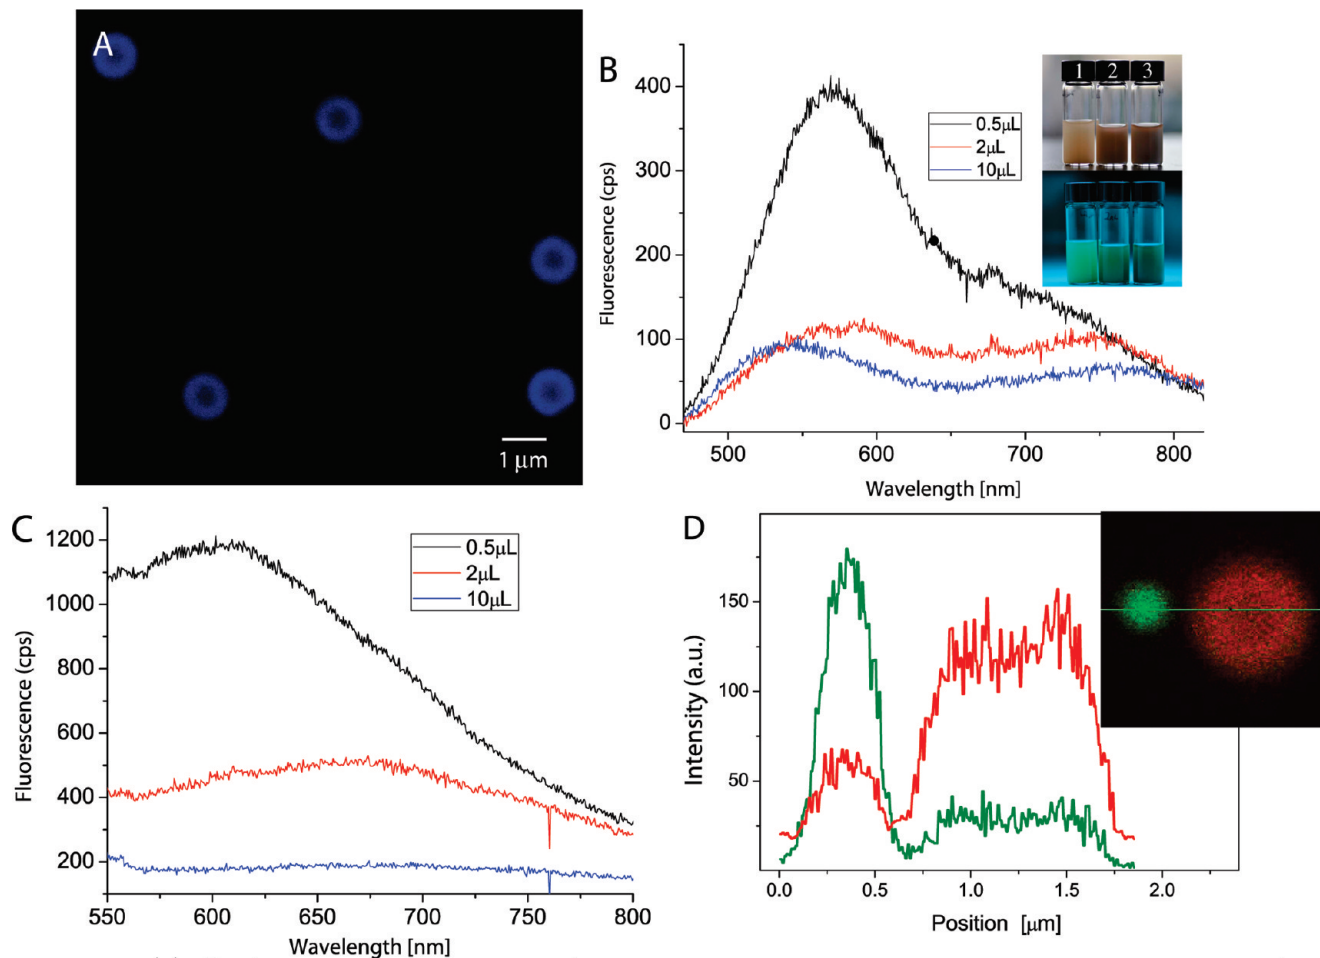 A
1 μm
B
Fluoresecence (cps)
400
300
200
100
0
500
600
700
800
Wavelength [nm]
0.5μL
2μL
10μL
1 2 3
C
Fluorescence (cps)
1200
1000
800
600
400
200
550
600
650
700
750
800
Wavelength [nm]
0.5μL
2μL
10μL
D
Intensity (a.u.)
150
100
50
0.0
0.5
1.0
1.5
2.0
Position [μm]